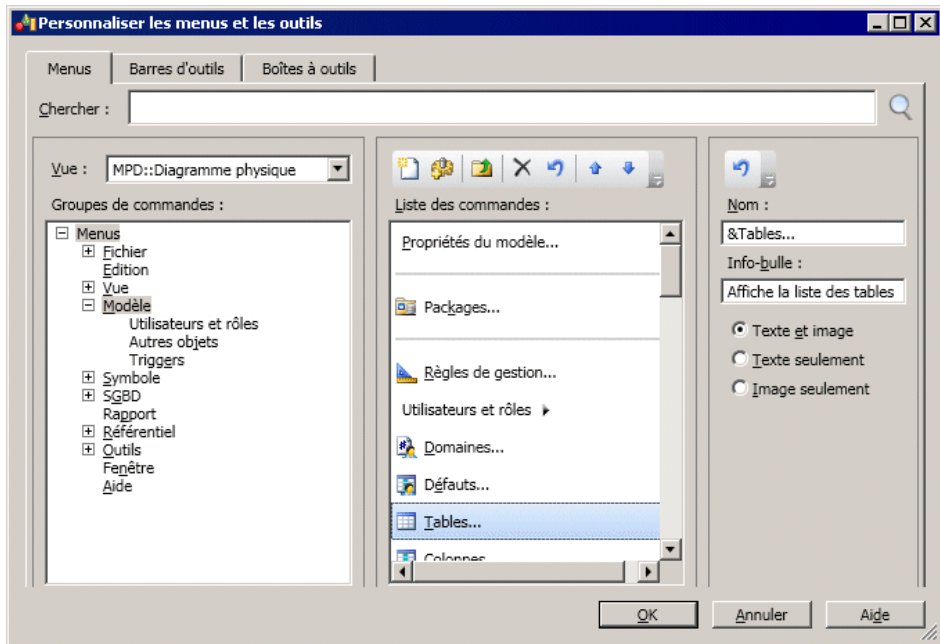 Personnaliser les menus et les outils
Menus
Barres d'outils
Boîtes à outils
Chercher :
Vue :
MPD::Diagramme physique
Groupes de commandes :
Menus
Fichier
Edition
Vue
Modèle
Utilisateurs et rôles
Autres objets
Triggers
Symbole
SGBD
Rapport
Référentiel
Outils
Fenêtre
Aide
Liste des commandes :
Propriétés du modèle...
Packages...
Règles de gestion...
Utilisateurs et rôles
Domaines...
Défauts...
Tables...
Colonnes
Nom :
&Tables...
Info-bulle :
Affiche la liste des tables
Texte et image
Texte seulement
Image seulement
OK
Annuler
Aide